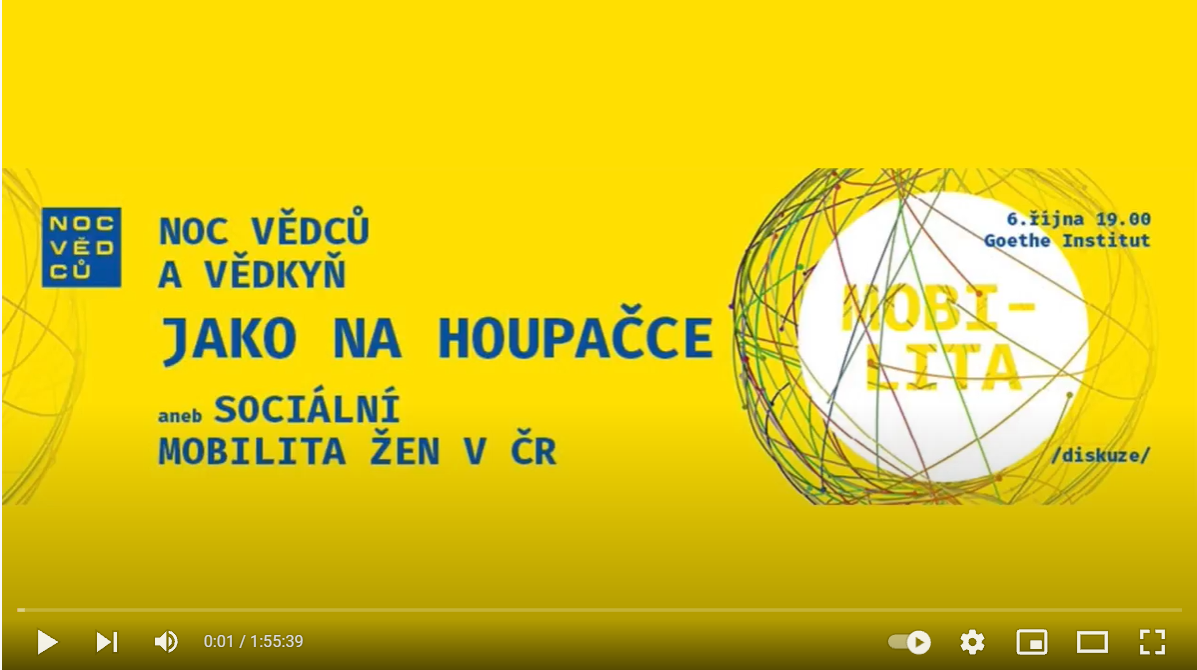 NOC
VĚD
CŮ
NOC VĚDCŮ
A VĚDKYŇ
JAKO NA HOUPAČCE
aneb SOCIÁLNÍ
MOBILITA ŽEN V ČR
6.října 19.00
Goethe Institut
MOBI-
LITA
/diskuze/
0:01 / 1:55:39